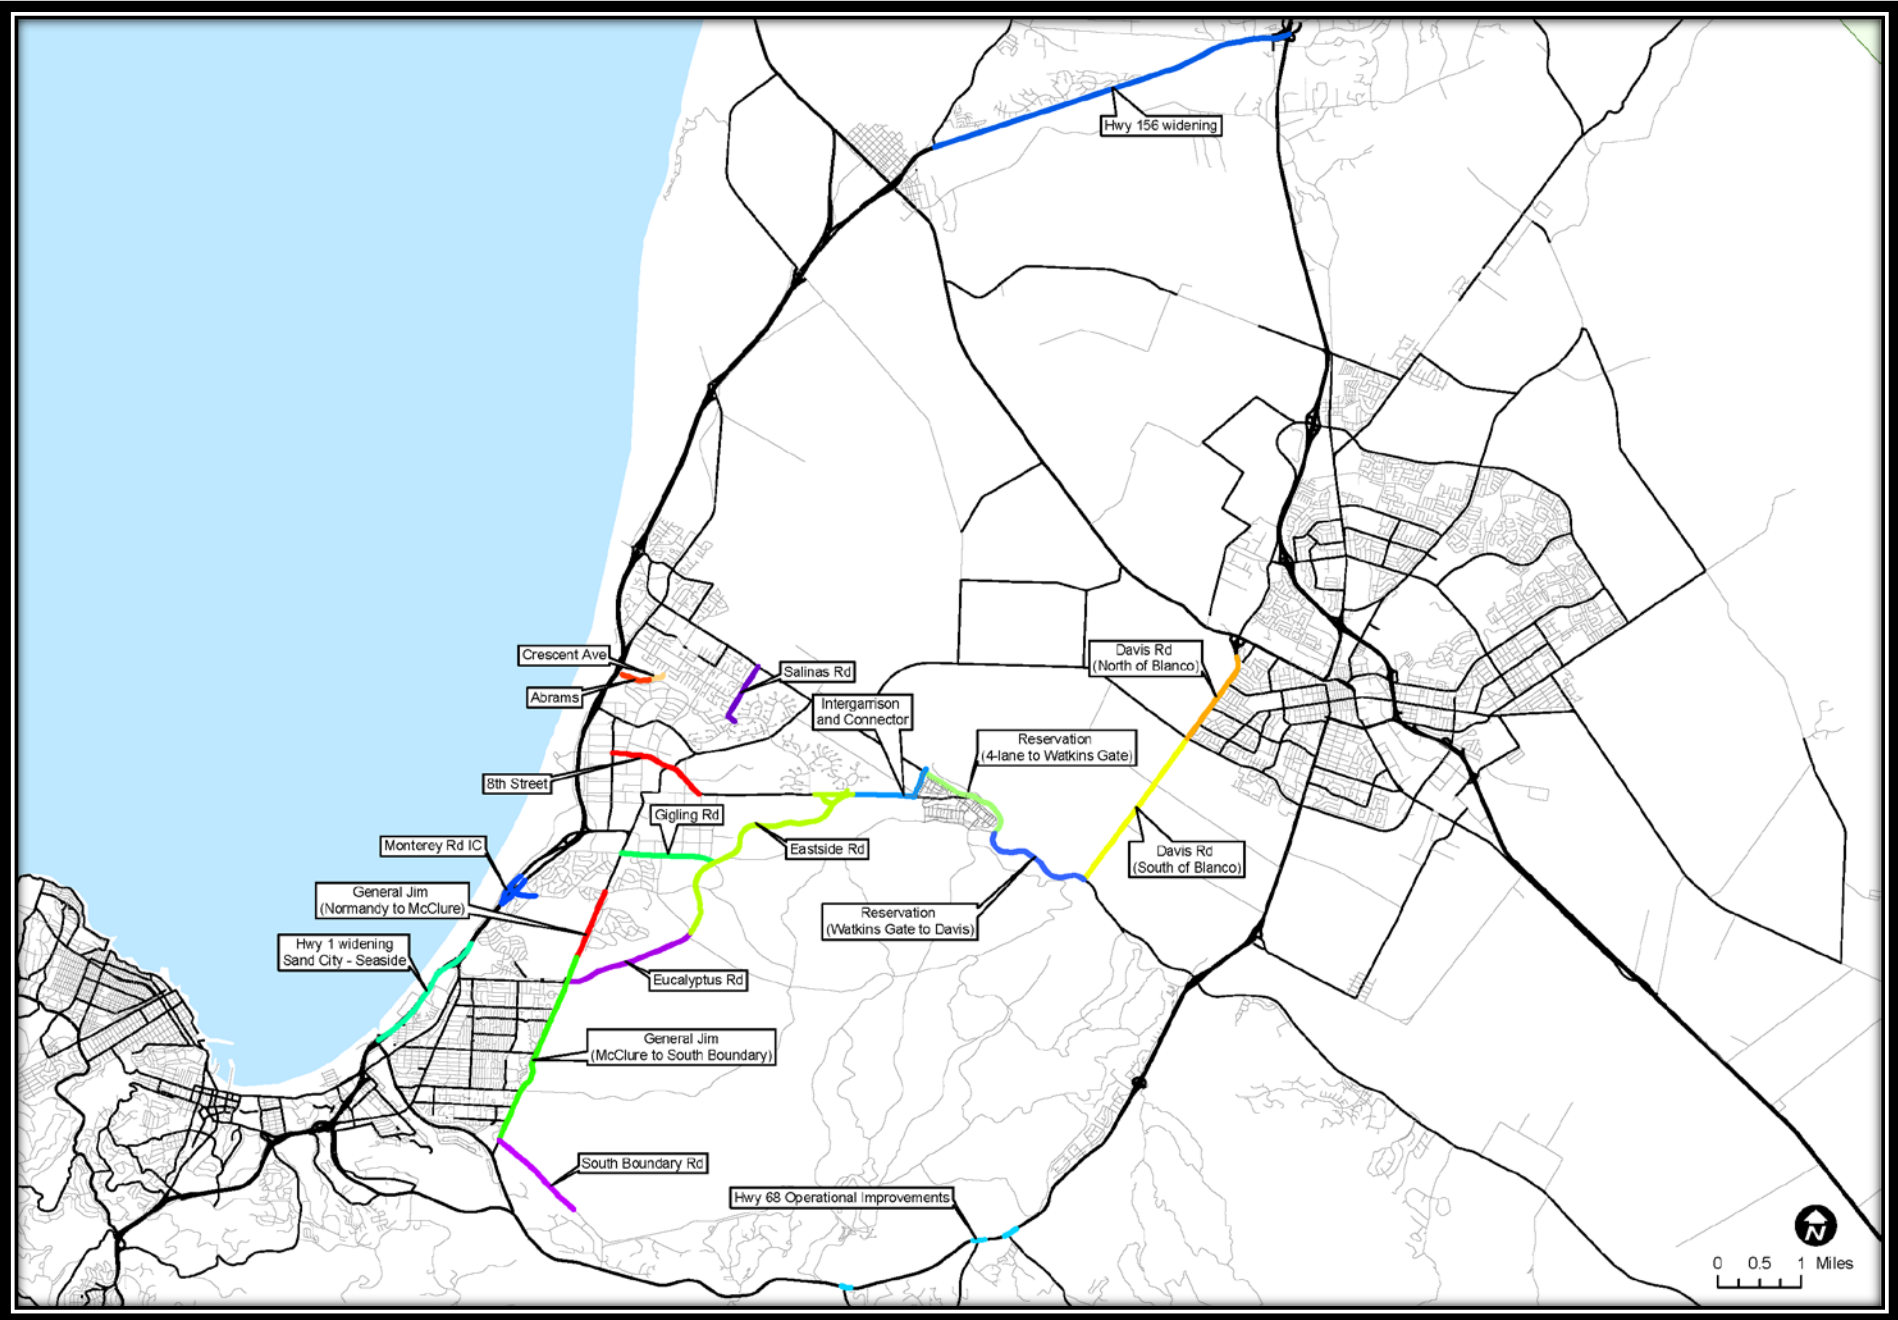 Hwy 156 widening
Crescent Ave
Abrams
Salinas Rd
Davis Rd
(North of Blanco)
Intergarrison
and Connector
Reservation
(4-lane to Watkins Gate)
8th Street
Gigling Rd
Monterey Rd IC
Eastside Rd
Davis Rd
(South of Blanco)
General Jim
(Normandy to McClure)
Reservation
(Watkins Gate to Davis)
Hwy 1 widening
Sand City - Seaside
Eucalyptus Rd
General Jim
(McClure to South Boundary)
South Boundary Rd
Hwy 68 Operational Improvements
N
0 0.5 1 Miles